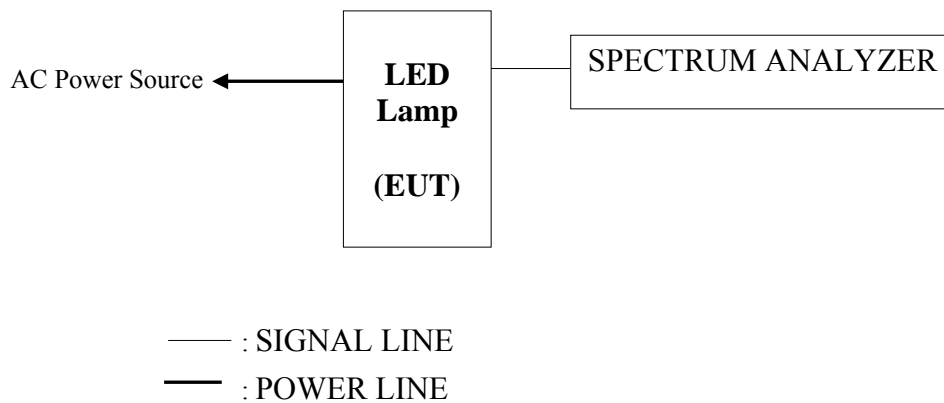 AC Power Source
LED
Lamp
(EUT)
SPECTRUM ANALYZER
: SIGNAL LINE
: POWER LINE